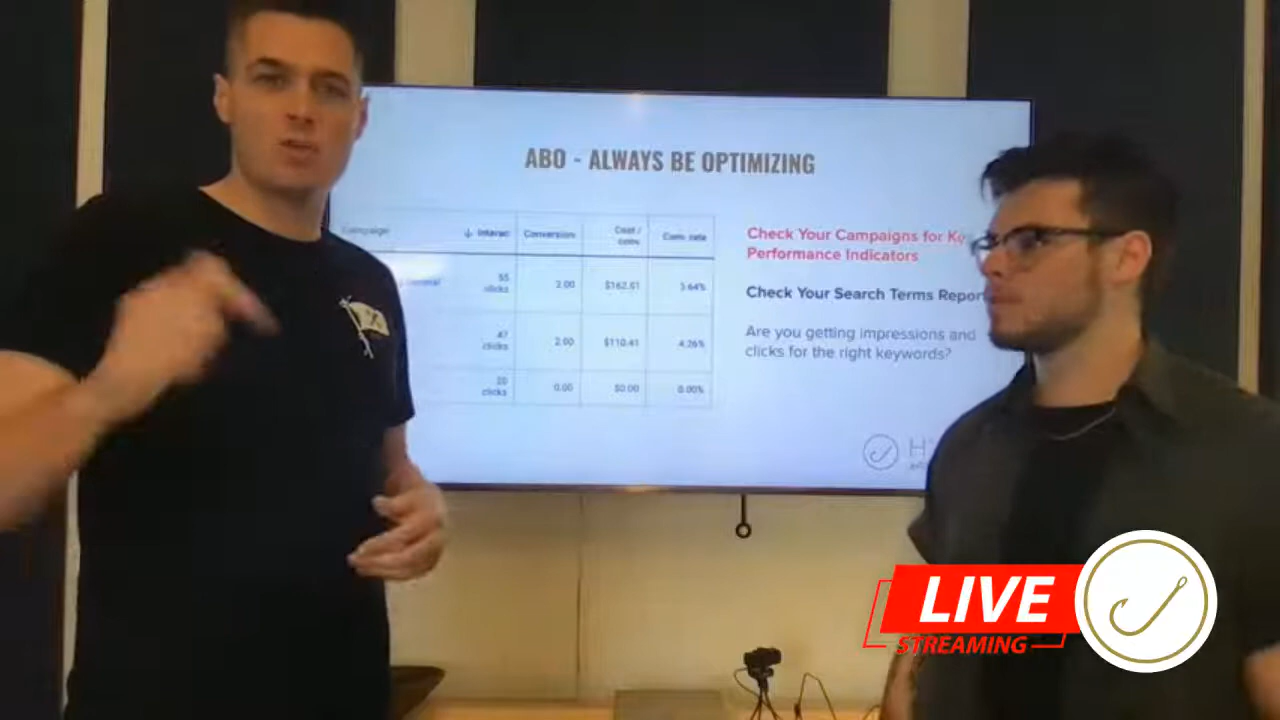 ABO - ALWAYS BE OPTIMIZING
Campaign
Interac
Conversion
Cost /
conv.
Conv. rate
55
clicks
2.00
$162.61
3.64%
47
clicks
2.00
$110.41
4.26%
20
clicks
0.00
$0.00
0.00%
Check Your Campaigns for Key
Performance Indicators
Check Your Search Terms Repor
Are you getting impressions and
clicks for the right keywords?
LIVE
STREAMING